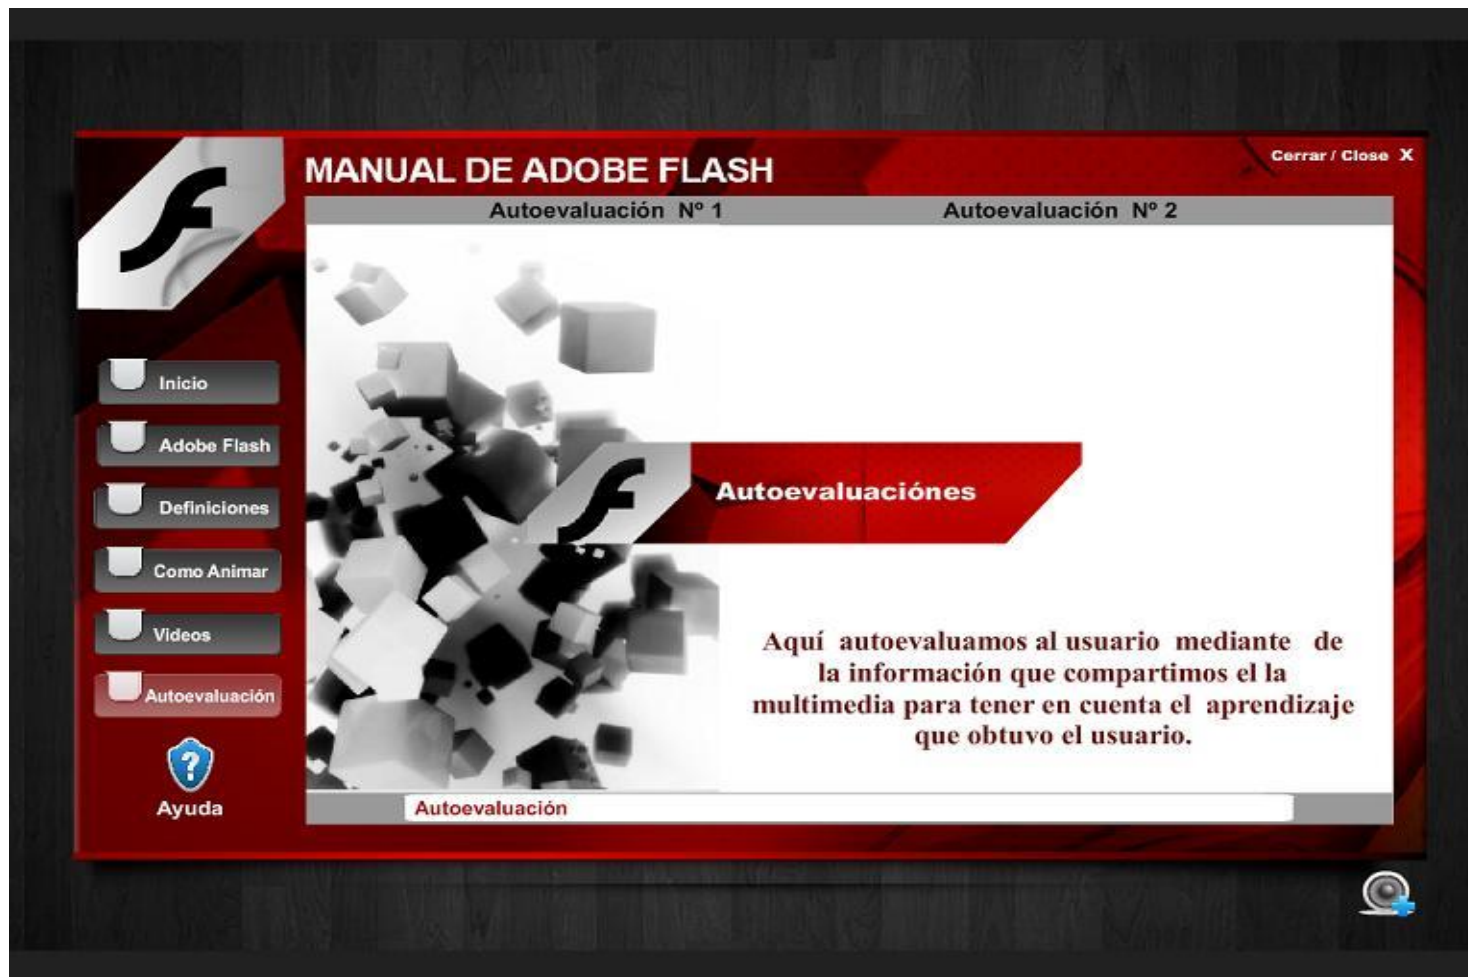 MANUAL DE ADOBE FLASH
Cerrar / Close X
Autoevaluación Nº 1
Autoevaluación Nº 2
Inicio
Adobe Flash
Definiciones
Como Animar
Videos
Autoevaluación
Ayuda
Autoevaluaciónes
Aquí autoevaluamos al usuario mediante de
la información que compartimos el la
multimedia para tener en cuenta el aprendizaje
que obtuvo el usuario.
Autoevaluación